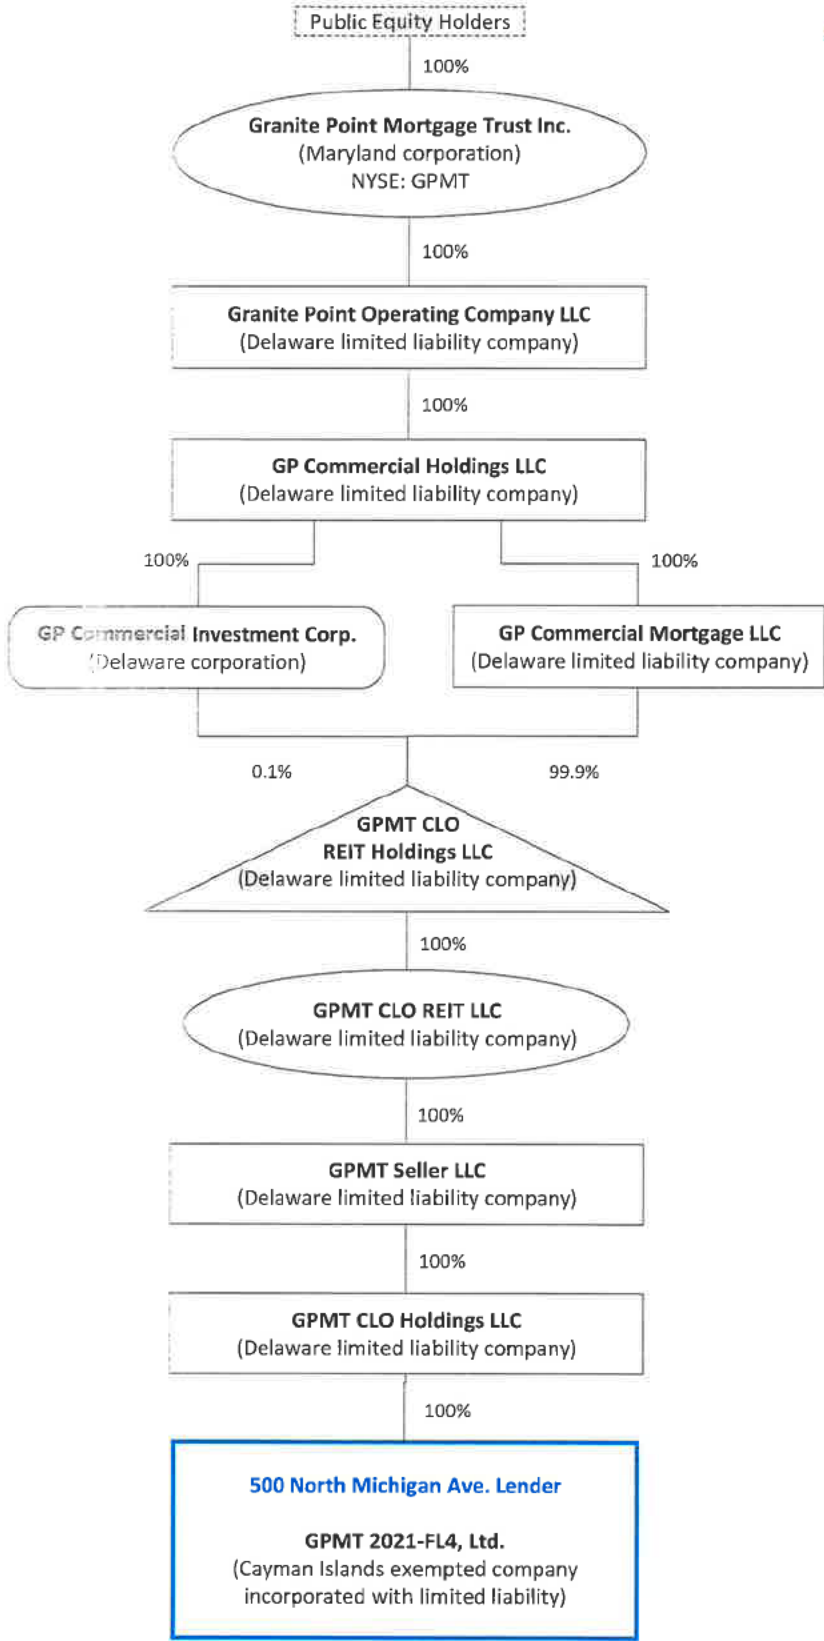 Public Equity Holders
100%
Granite Point Mortgage Trust Inc.
(Maryland corporation)
NYSE: GPMT
100%
Granite Point Operating Company LLC
(Delaware limited liability company)
100%
GP Commercial Holdings LLC
(Delaware limited liability company)
100%
100%
GP Commercial Investment Corp.
(Delaware corporation)
GP Commercial Mortgage LLC
(Delaware limited liability company)
0.1%
99.9%
GPMT CLO
REIT Holdings LLC
(Delaware limited liability company)
100%
GPMT CLO REIT LLC
(Delaware limited liability company)
100%
GPMT Seller LLC
(Delaware limited liability company)
100%
GPMT CLO Holdings LLC
(Delaware limited liability company)
100%
500 North Michigan Ave. Lender
GPMT 2021-FL4, Ltd.
(Cayman Islands exempted company
incorporated with limited liability)